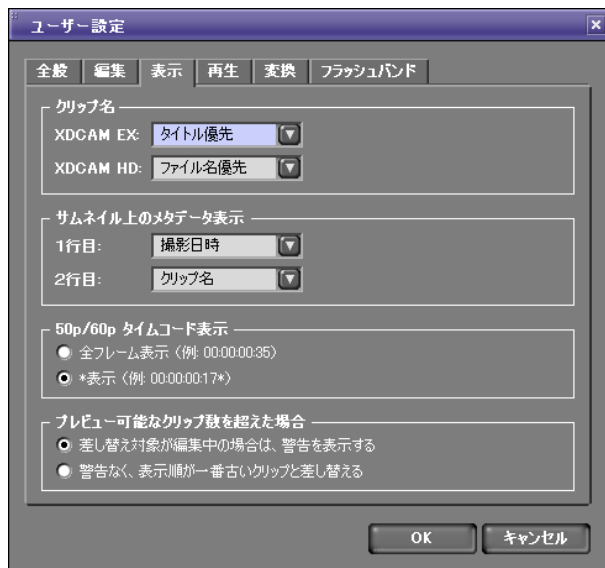 ユーザー設定
全般 編集 表示 再生 変換 フラッシュバンド
クリップ名
XDCAM EX: タイトル優先
XDCAM HD: ファイル名優先
サムネイル上のメタデータ表示
1行目: 撮影日時
2行目: クリップ名
50p/60p タイムコード表示
全フレーム表示（例: 00:00:00:35）
*表示（例: 00:00:00:17*）
プレビュー可能なクリップ数を超えた場合
差し替え対象が編集中の場合は、警告を表示する
警告なく、表示順が一番古いクリップと差し替える
OK キャンセル